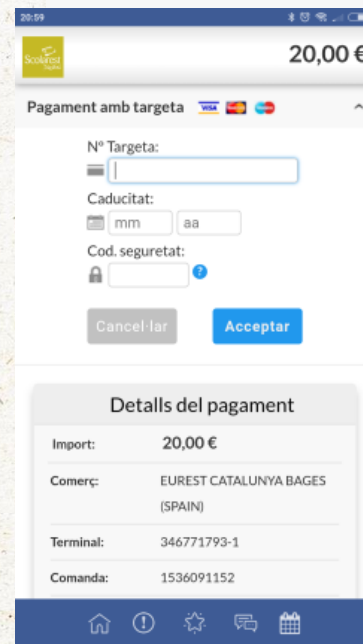 20:59
Scolarest
20,00 €
Pagament amb targeta VISA
Nº Targeta:
Caducitat:
mm aa
Cod. seguretat:
?
Cancel·lar Acceptar
Detalls del pagament
Import: 20,00 €
Comerç: EUREST CATALUNYA BAGES
(SPAIN)
Terminal: 346771793-1
Comanda: 1536091152